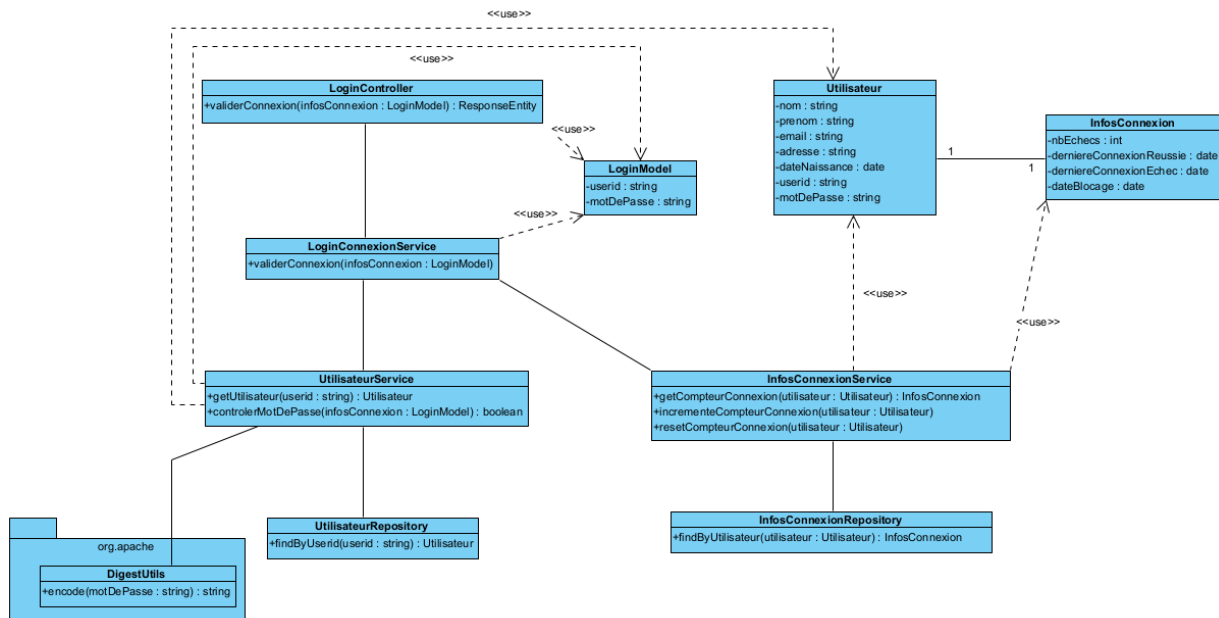 <<use>>
<<use>>
LoginController
+validerConnexion(infosConnexion : LoginModel) : ResponseEntity
<<use>>
LoginModel
-userid : string
-motDePasse : string
Utilisateur
-nom : string
-prenom : string
-email : string
-adresse : string
-dateNaissance : date
-userid : string
-motDePasse : string
1
1
InfosConnexion
-nbEchecs : int
-derniereConnexionReussie : date
-derniereConnexionEchec : date
-dateBlocage : date
<<use>>
LoginConnexionService
+validerConnexion(infosConnexion : LoginModel)
<<use>>
<<use>>
UtilisateurService
+getUtilisateur(userid : string) : Utilisateur
+controlerMotDePasse(infosConnexion : LoginModel) : boolean
InfosConnexionService
+getCompteurConnexion(utilisateur : Utilisateur) : InfosConnexion
+incrementeCompteurConnexion(utilisateur : Utilisateur)
+resetCompteurConnexion(utilisateur : Utilisateur)
UtilisateurRepository
+findByUserid(userid : string) : Utilisateur
InfosConnexionRepository
+findByUtilisateur(utilisateur : Utilisateur) : InfosConnexion
org.apache
DigestUtils
+encode(motDePasse : string) : string